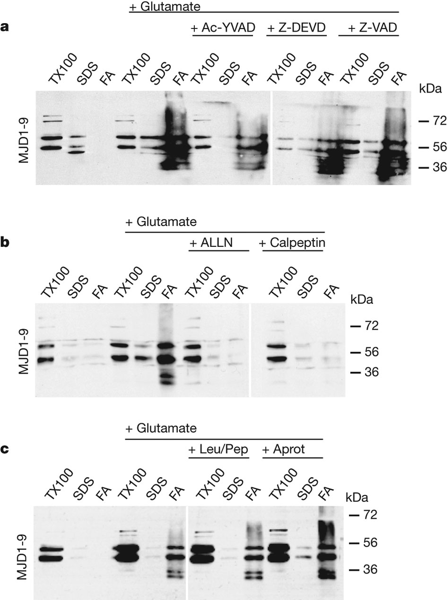 + Glutamate
a
+ Ac-YVAD + Z-DEVD + Z-VAD
TX100 SDS FA TX100 SDS FA TX100 SDS FA TX100 SDS FA TX100 SDS FA
kDa
MJD1-9
72
56
36
+ Glutamate
b
+ ALLN + Calpeptin
TX100 SDS FA TX100 SDS FA TX100 SDS FA TX100 SDS FA
kDa
MJD1-9
72
56
36
+ Glutamate
c
+ Leu/Pep + Aprot
TX100 SDS FA TX100 SDS FA TX100 SDS FA TX100 SDS FA
kDa
MJD1-9
72
56
36